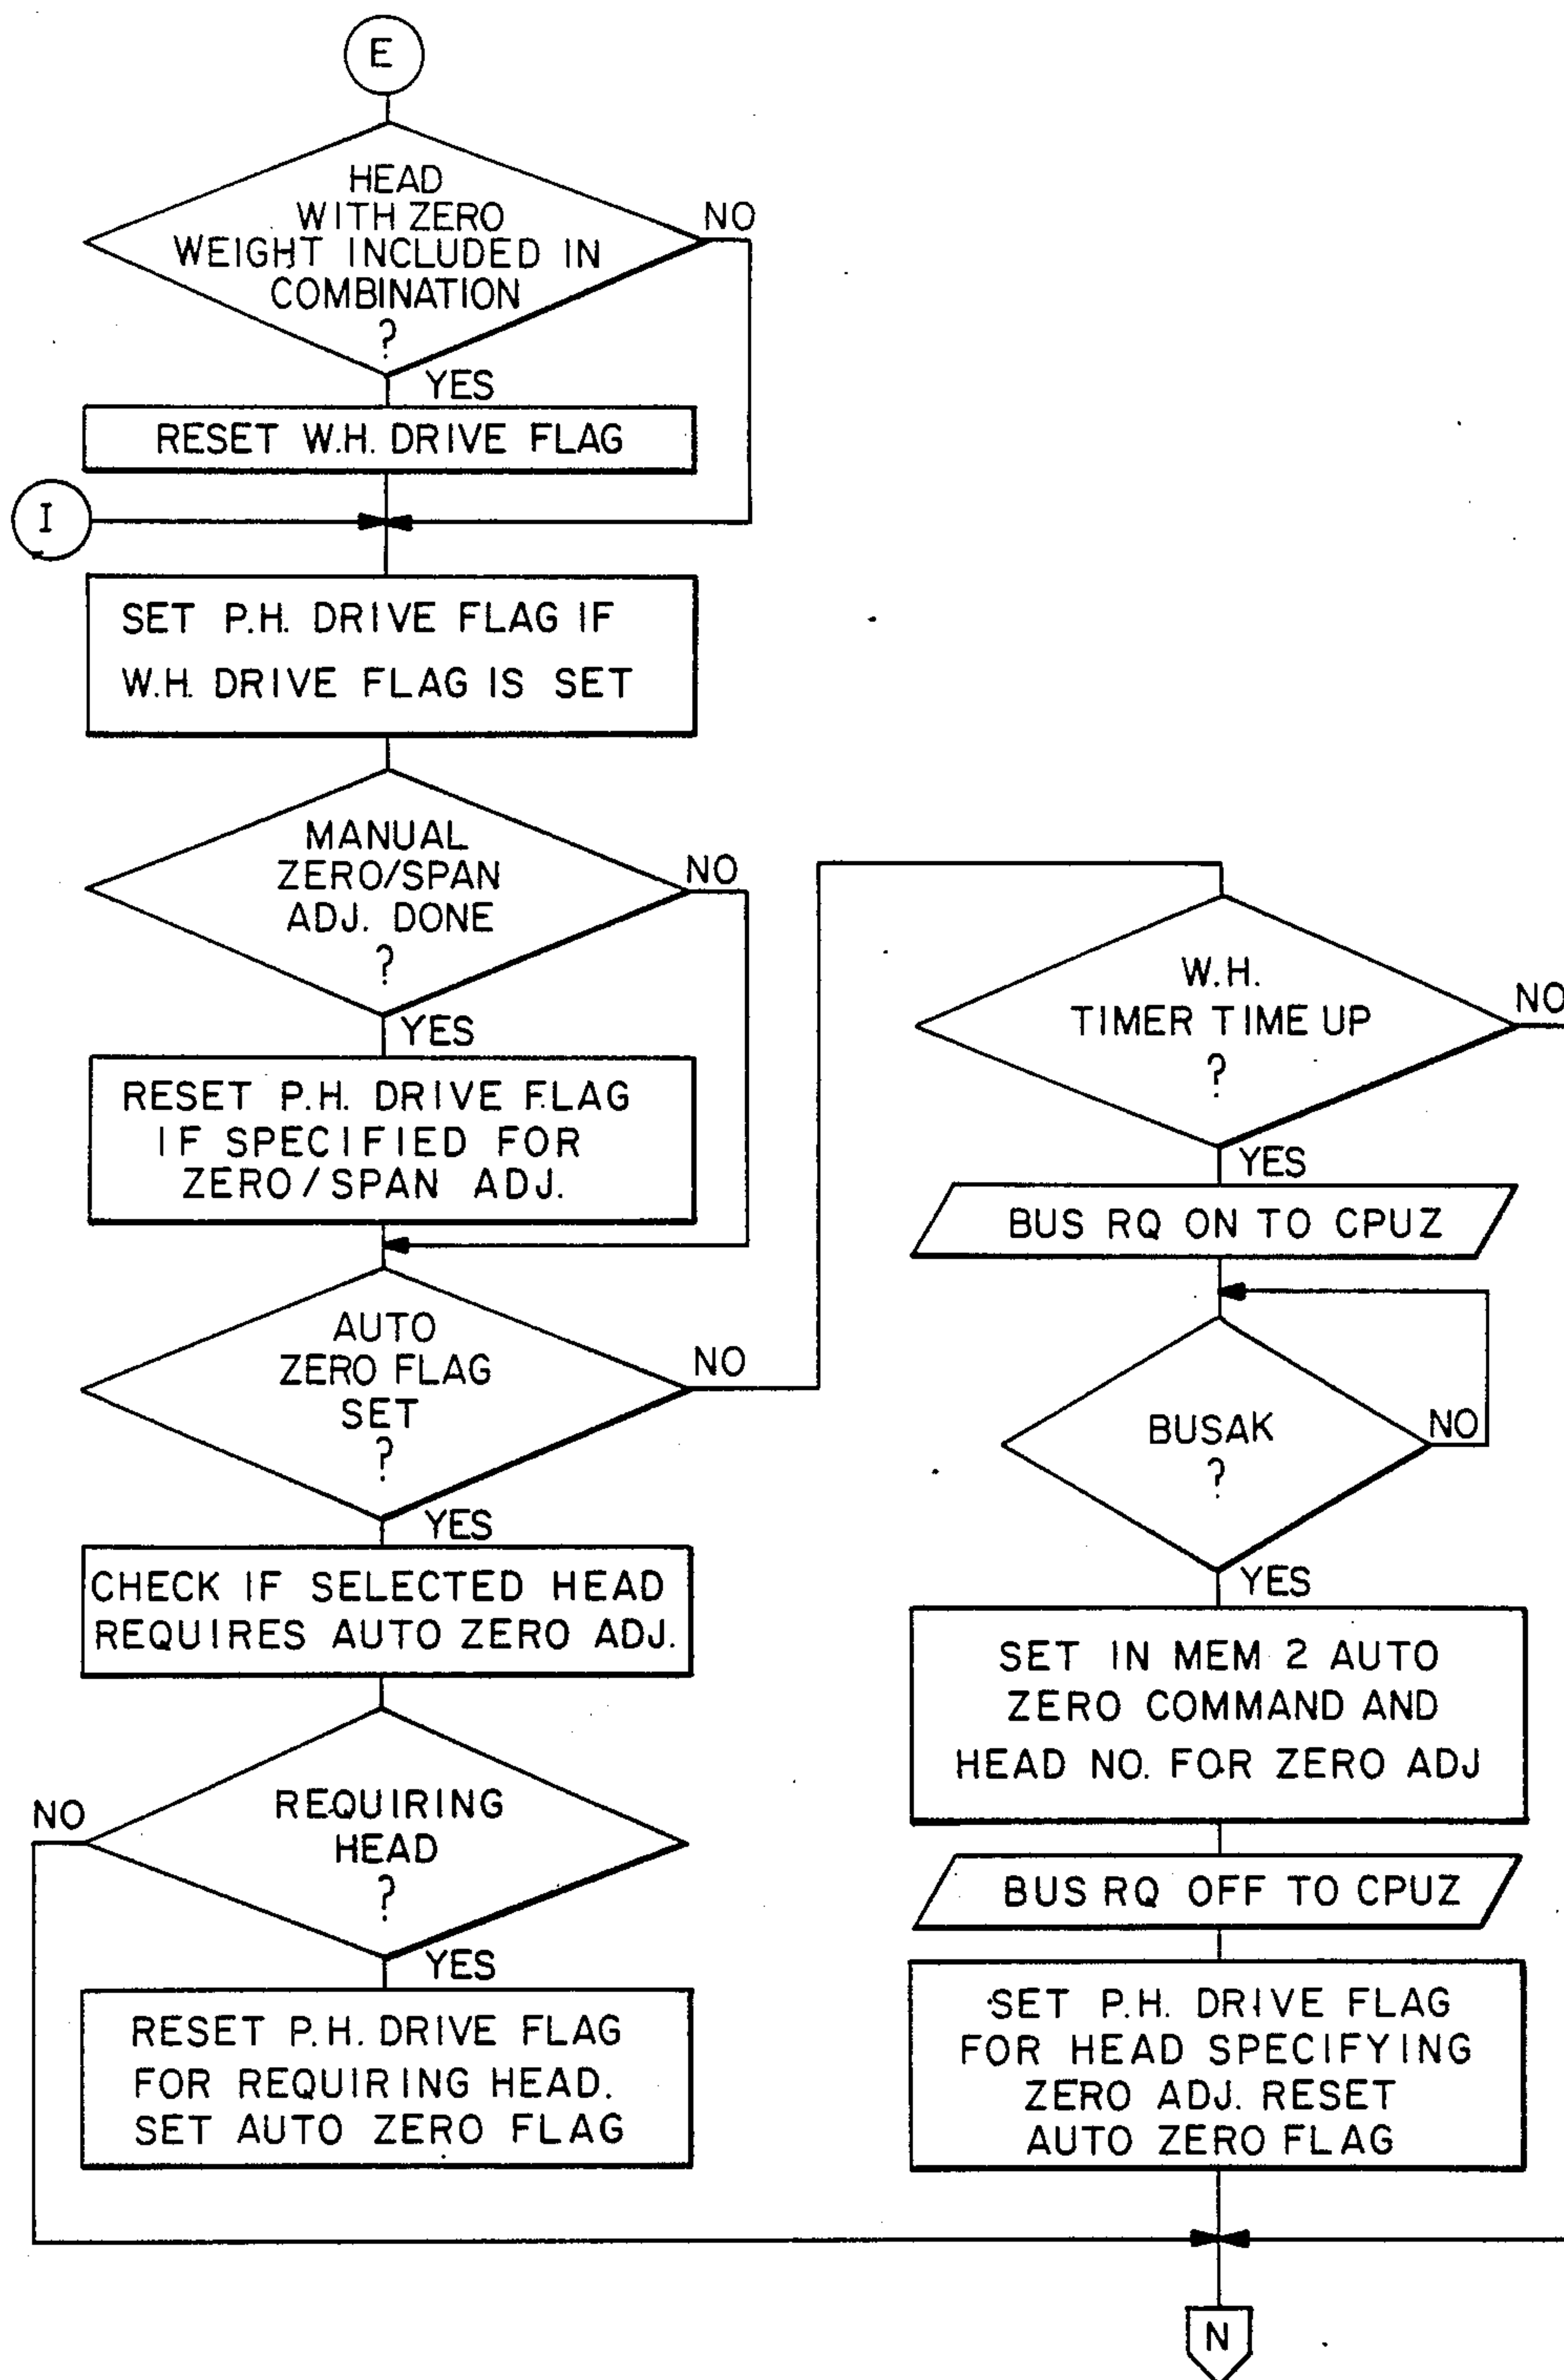 E
HEAD
WITH ZERO
WEIGHT INCLUDED IN
COMBINATION
?
NO
YES
RESET W.H. DRIVE FLAG
I
SET P.H. DRIVE FLAG IF
W.H. DRIVE FLAG IS SET
MANUAL
ZERO/SPAN
ADJ. DONE
?
NO
YES
RESET P.H. DRIVE FLAG
IF SPECIFIED FOR
ZERO/SPAN ADJ.
AUTO
ZERO FLAG
SET
?
NO
YES
CHECK IF SELECTED HEAD
REQUIRES AUTO ZERO ADJ.
NO
REQUIRING
HEAD
?
YES
RESET P.H. DRIVE FLAG
FOR REQUIRING HEAD.
SET AUTO ZERO FLAG
W.H.
TIMER TIME UP
?
NO
YES
BUS RQ ON TO CPUZ
BUSAK
?
NO
YES
SET IN MEM 2 AUTO
ZERO COMMAND AND
HEAD NO. FOR ZERO ADJ
BUS RQ OFF TO CPUZ
SET P.H. DRIVE FLAG
FOR HEAD SPECIFYING
ZERO ADJ. RESET
AUTO ZERO FLAG
N